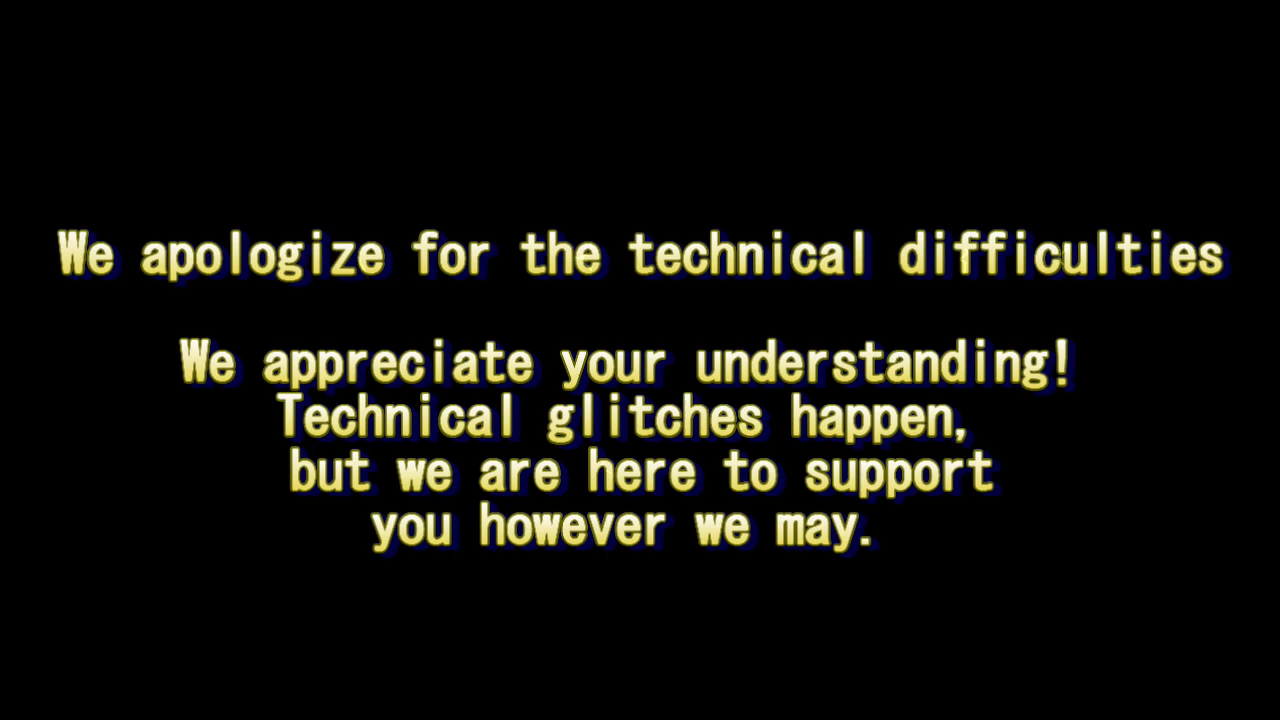 We apologize for the technical difficulties
We appreciate your understanding!
Technical glitches happen,
but we are here to support
you however we may.